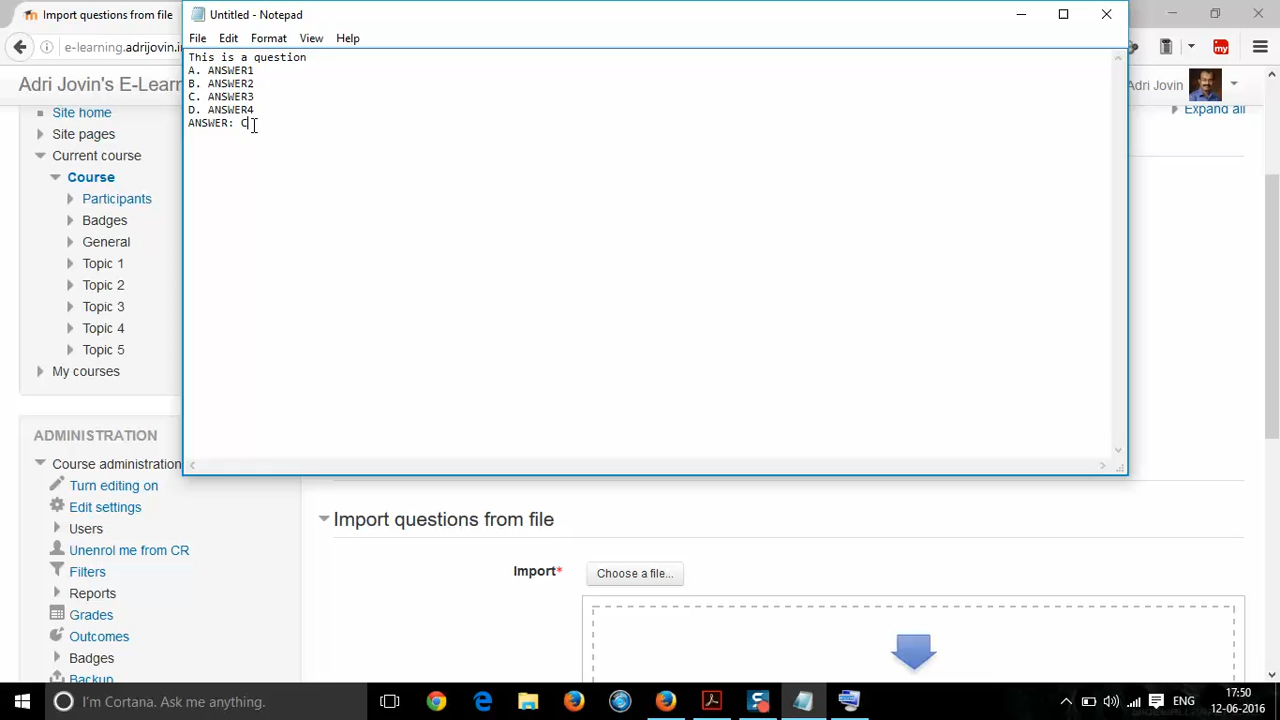 Import questions from file
Untitled - Notepad
e-learning.adrijovin.i
my
File Edit Format View Help
Adri Jovin's E-Learn
Adri Jovin
Expand all
This is a question
A. ANSWER1
B. ANSWER2
C. ANSWER3
D. ANSWER4
ANSWER: C
Site home
Site pages
Current course
Course
Participants
Badges
General
Topic 1
Topic 2
Topic 3
Topic 4
Topic 5
My courses
ADMINISTRATION
Course administration
Turn editing on
Edit settings
Users
Unenrol me from CR
Filters
Reports
Grades
Outcomes
Badges
Backup
Import questions from file
Import*
Choose a file...
I'm Cortana. Ask me anything.
ENG
17:50
12-06-2016